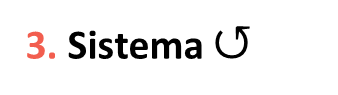 3. Sistema ↺